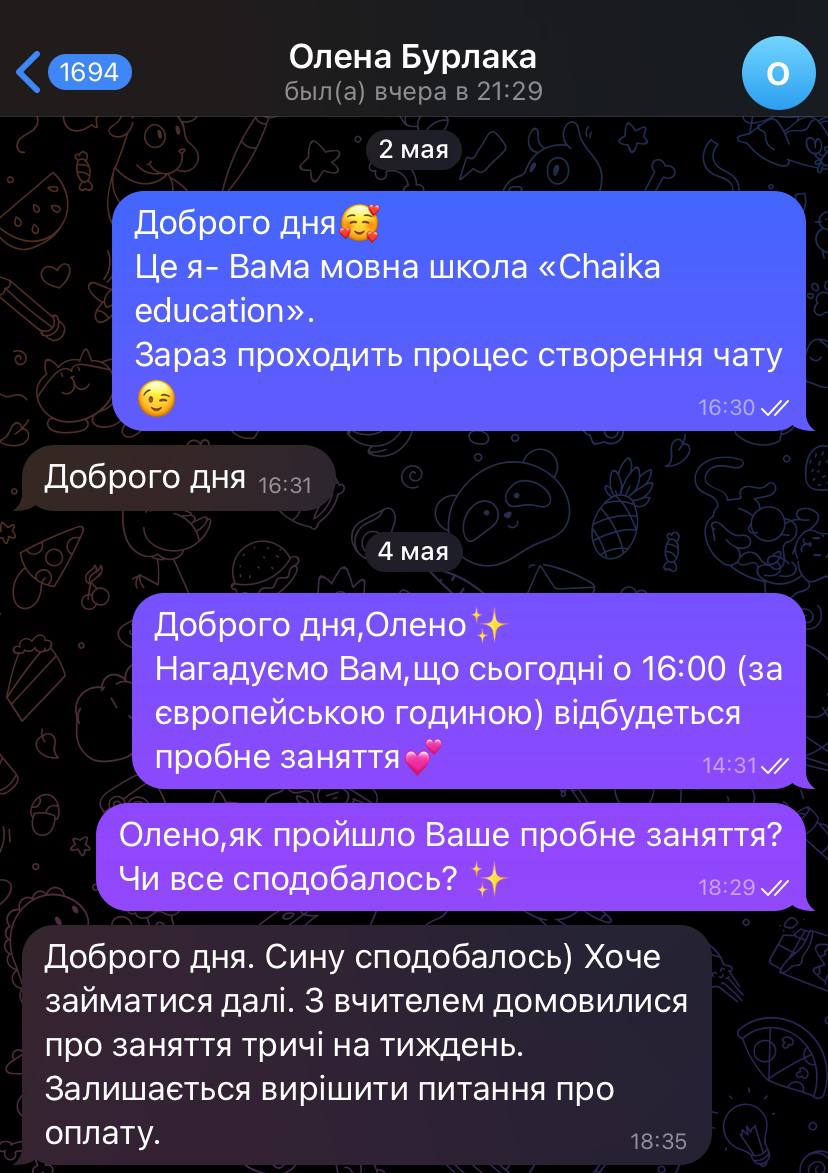 1694
Олена Бурлака
был(а) вчера в 21:29
О
2 мая
Доброго дня🥰
Це я- Вама мовна школа «Chaika
education».
Зараз проходить процес створення чату
😉
16:30
Доброго дня 16:31
4 мая
Доброго дня,Олено✨
Нагадуємо Вам,що сьогодні о 16:00 (за
європейською годиною) відбудеться
пробне заняття💕
14:31
Олено,як пройшло Ваше пробне заняття?
Чи все сподобалось? ✨
18:29
Доброго дня. Сину сподобалось) Хоче
займатися далі. З вчителем домовилися
про заняття тричі на тиждень.
Залишається вирішити питання про
оплату.
18:35